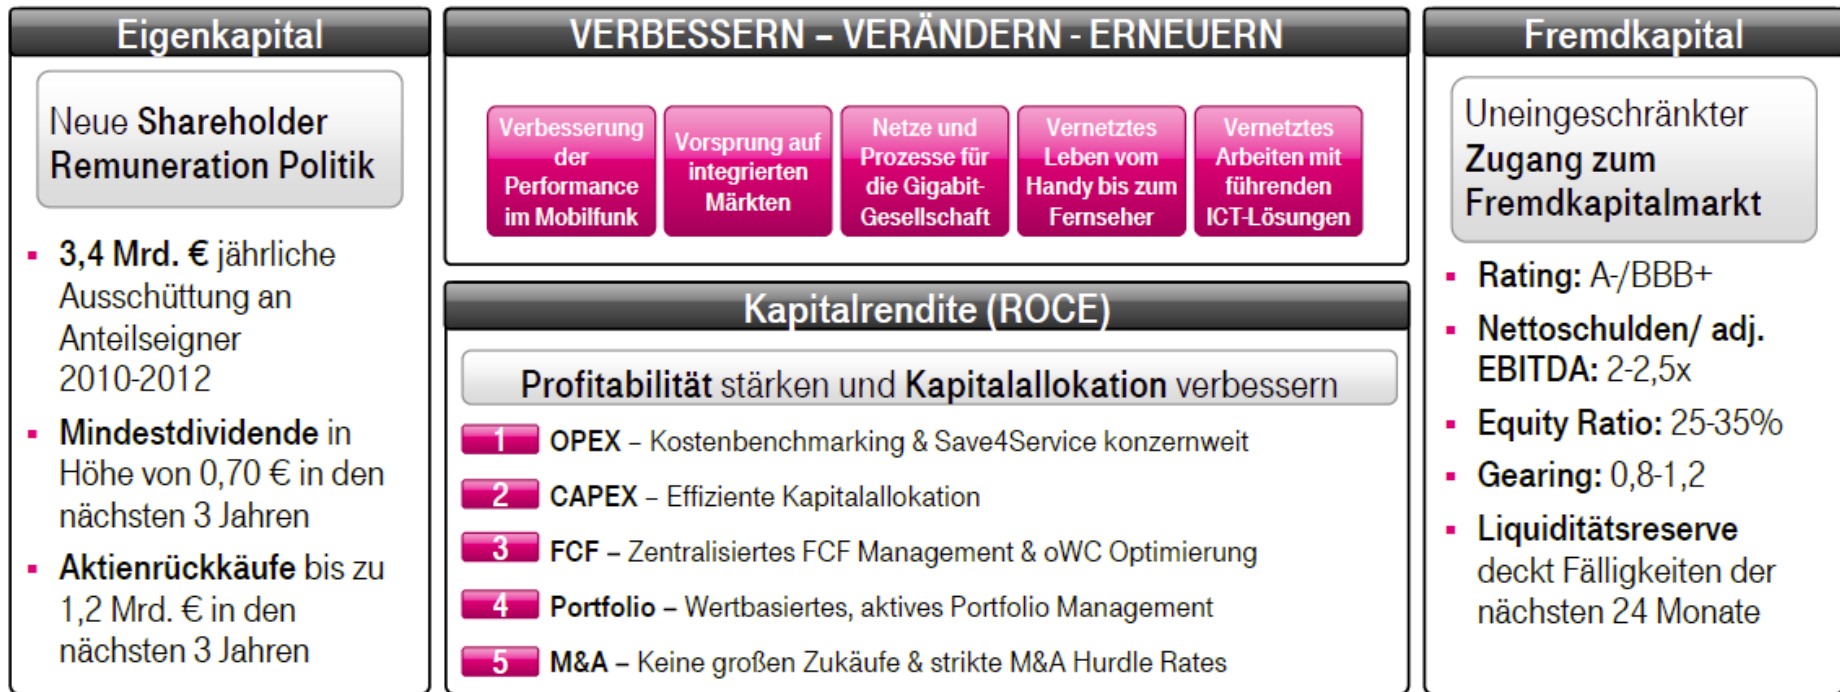 Eigenkapital
Neue Shareholder
Remuneration Politik
3,4 Mrd. € jährliche
Ausschüttung an
Anteilseigner
2010-2012
Mindestdividende in
Höhe von 0,70 € in den
nächsten 3 Jahren
Aktienrückkäufe bis zu
1,2 Mrd. € in den
nächsten 3 Jahren
VERBESSERN – VERÄNDERN - ERNEUERN
Verbesserung
der
Performance
im Mobilfunk
Vorsprung auf
integrierten
Märkten
Netze und
Prozesse für
die Gigabit-
Gesellschaft
Vernetztes
Leben vom
Handy bis zum
Fernseher
Vernetztes
Arbeiten mit
führenden
ICT-Lösungen
Kapitalrendite (ROCE)
Profitabilität stärken und Kapitalallokation verbessern
1 OPEX – Kostenbenchmarking & Save4Service konzernweit
2 CAPEX – Effiziente Kapitalallokation
3 FCF – Zentralisiertes FCF Management & oWC Optimierung
4 Portfolio – Wertbasiertes, aktives Portfolio Management
5 M&A – Keine großen Zukäufe & strikte M&A Hurdle Rates
Fremdkapital
Uneingeschränkter
Zugang zum
Fremdkapitalmarkt
Rating: A-/BBB+
Nettoschulden/ adj.
EBITDA: 2-2,5x
Equity Ratio: 25-35%
Gearing: 0,8-1,2
Liquiditätsreserve
deckt Fälligkeiten der
nächsten 24 Monate